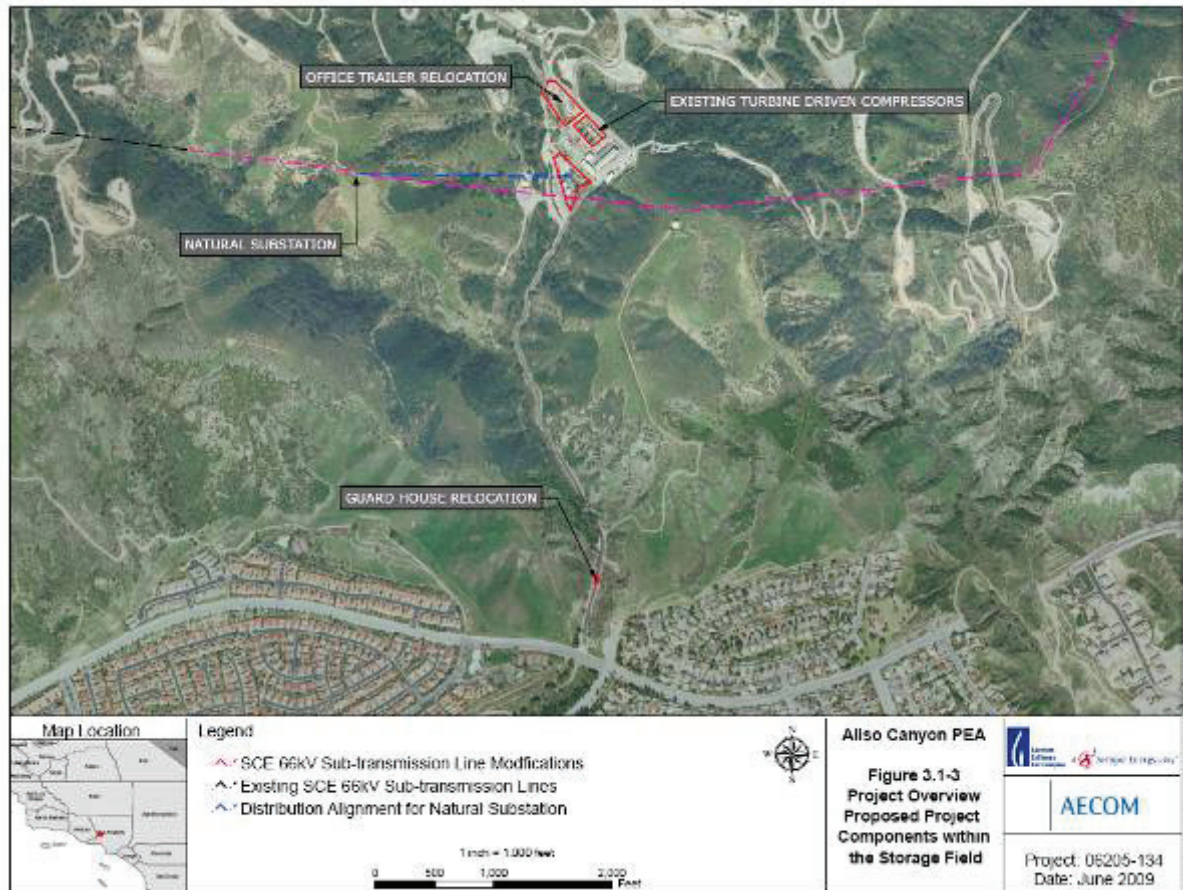 OFFICE TRAILER RELOCATION
EXISTING TURBINE DRIVEN COMPRESSORS
NATURAL SUBSTATION
GUARD HOUSE RELOCATION
Map Location
Legend
SCE 66kV Sub-transmission Line Modfications
Existing SCE 66kV Sub-transmission Lines
Distribution Alignment for Natural Substation
N
W E
S
1 inch = 1,000 feet
0 500 1,000 2,000
Feet
Aliso Canyon PEA
Figure 3.1-3
Project Overview
Proposed Project
Components within
the Storage Field
AECOM
Project: 06205-134
Date: June 2009